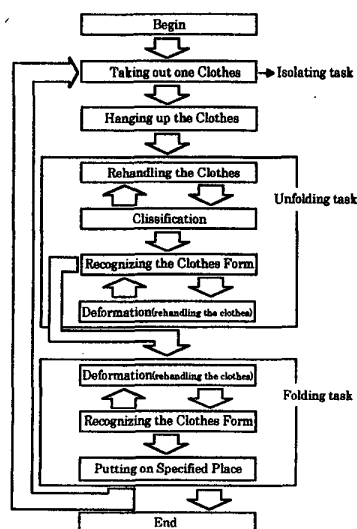 Begin
Taking out one Clothes
Isolating task
Hanging up the Clothes
Rehandling the Clothes
Unfolding task
Classification
Recognizing the Clothes Form
Deformation(rehandling the clothes)
Deformation(rehandling the clothes)
Folding task
Recognizing the Clothes Form
Putting on Specified Place
End